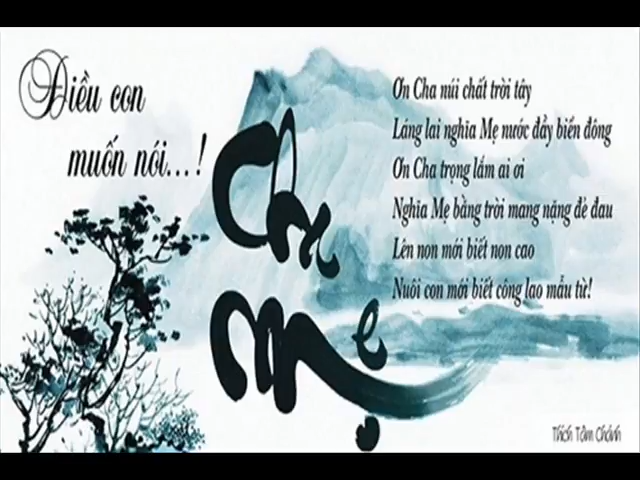 Điều con
muốn nói...!
Cha
Mẹ
Ơn Cha núi chất trời tây
Láng lai nghĩa Mẹ nước đầy biển đông
Ơn Cha trọng lắm ai ơi
Nghĩa Mẹ bằng trời mang nặng đẻ đau
Lên non mới biết non cao
Nuôi con mới biết công lao mẫu từ!
Thích Tâm Chánh